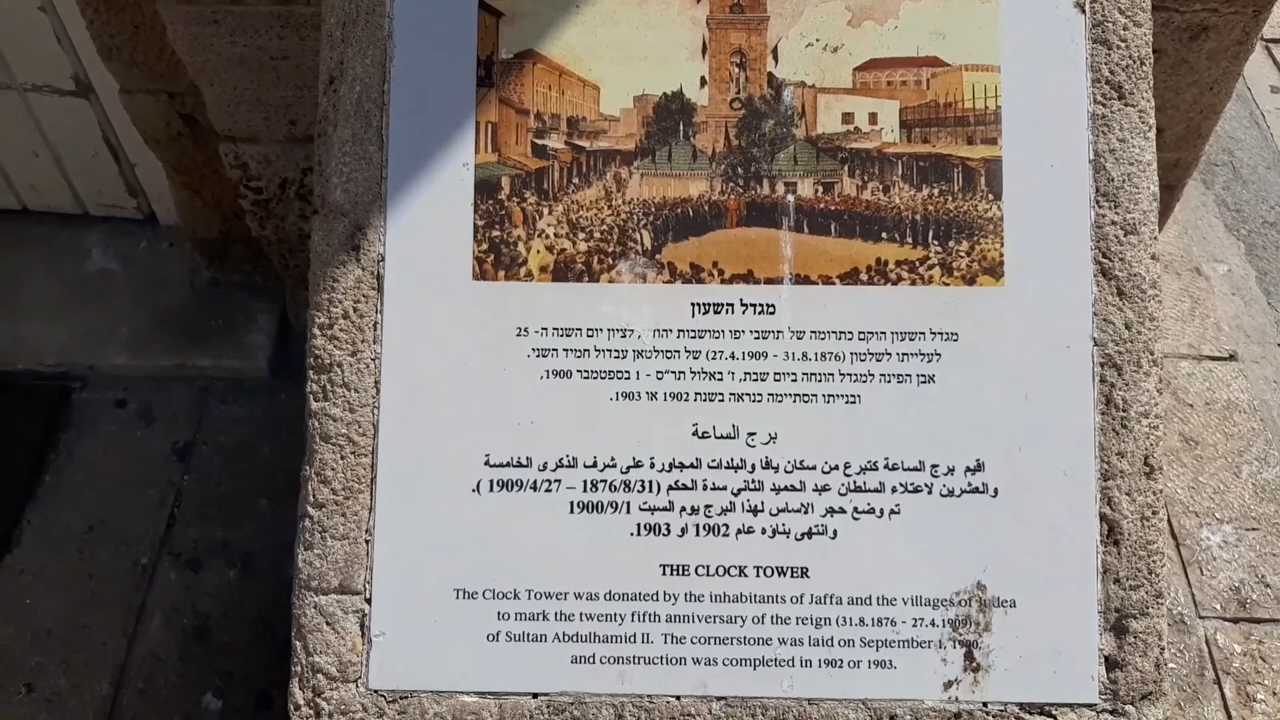 מגדל השעון
מגדל השעון הוקם כתרומה של תושבי יפו ומושבות לציון יום השנה ה- 25
לעלייתו לשלטון (31.8.1876 - 27.4.1909) של הסולטאן עבדול חמיד השני.
אבן הפינה למגדל הונחה ביום שבת, ז׳ באלול תר״ס - 1 בספטמבר 1900,
ובנייתו הסתיימה כנראה בשנת 1902 או 1903.
برج الساعة
اقيم برج الساعة كتبرع من سكان يافا والبلدات المجاورة على شرف الذكرى الخامسة
والعشرين لاعتلاء السلطان عبد الحميد الثاني سدة الحكم (1876/8/31 – 1909/4/27 ).
تم وضع حجر الاساس لهذا البرج يوم السبت 1900/9/1
وانتهى بناؤه عام 1902 او 1903.
THE CLOCK TOWER
The Clock Tower was donated by the inhabitants of Jaffa and the villages of Judea
to mark the twenty fifth anniversary of the reign (31.8.1876 - 27.4.1909)
of Sultan Abdulhamid II. The cornerstone was laid on September 1, 1900,
and construction was completed in 1902 or 1903.